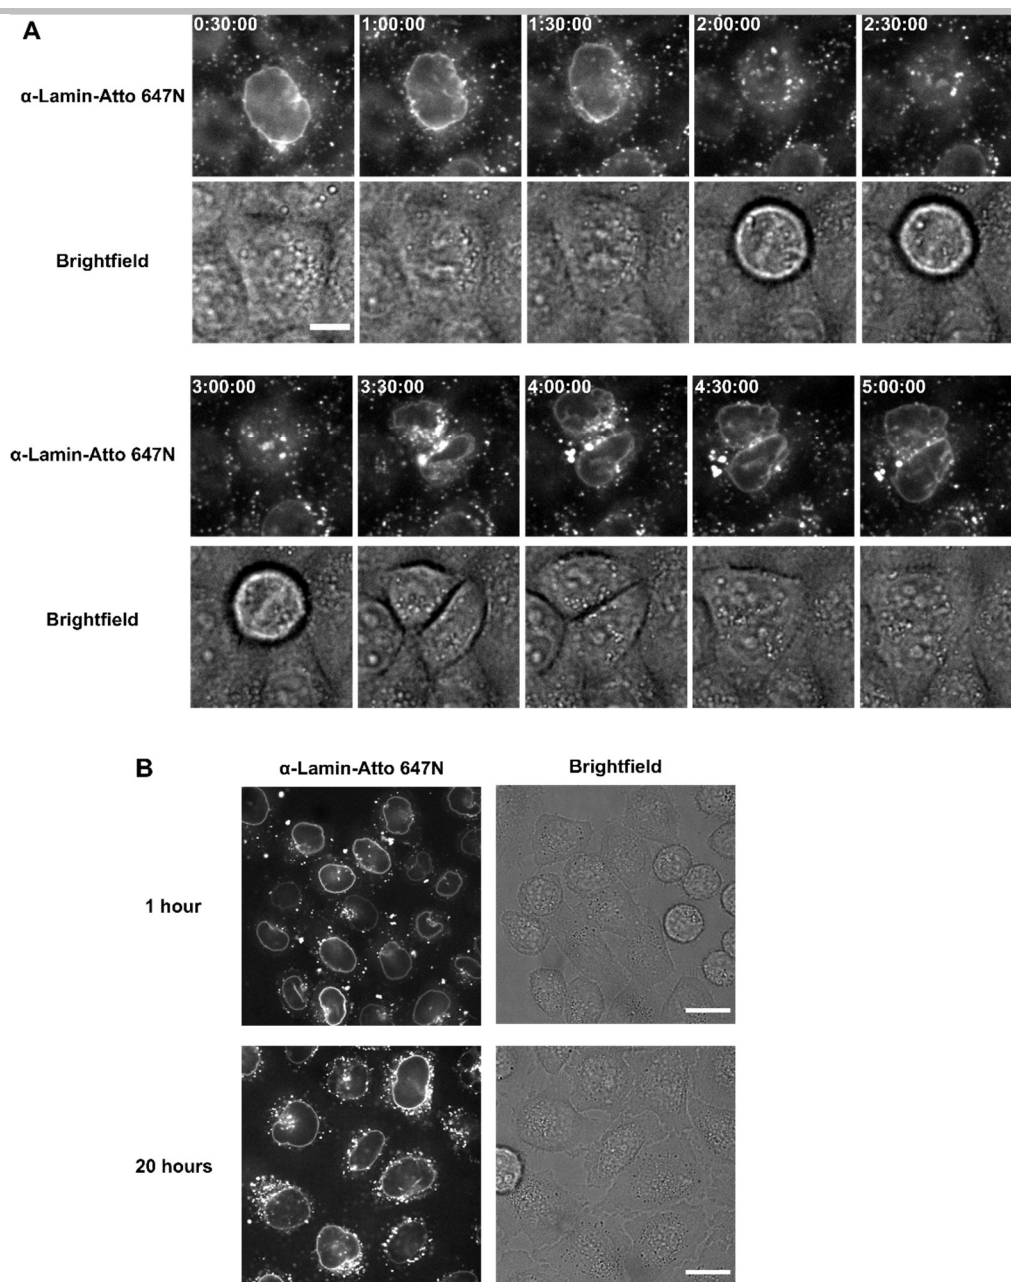 A
0:30:00 1:00:00 1:30:00 2:00:00 2:30:00
α-Lamin-Atto 647N
Brightfield
3:00:00 3:30:00 4:00:00 4:30:00 5:00:00
α-Lamin-Atto 647N
Brightfield
B
α-Lamin-Atto 647N Brightfield
1 hour
20 hours